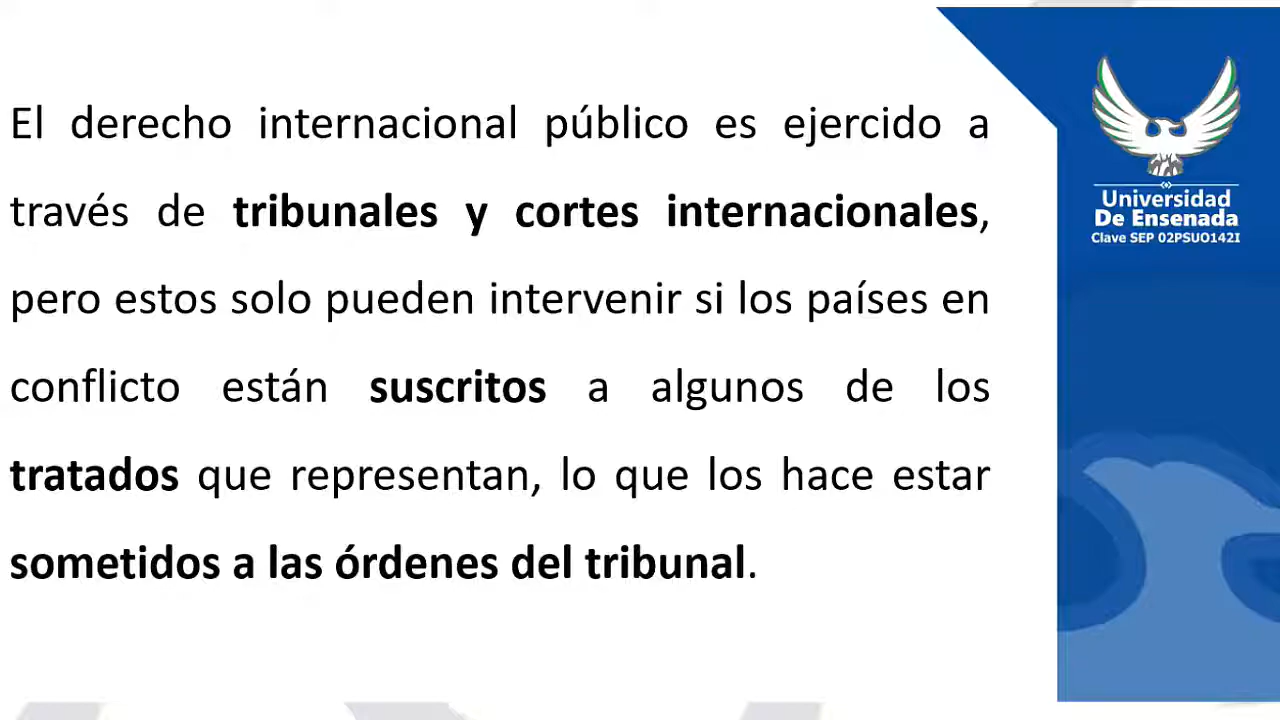 El derecho internacional público es ejercido a
través de tribunales y cortes internacionales,
pero estos solo pueden intervenir si los países en
conflicto están suscritos a algunos de los
tratados que representan, lo que los hace estar
sometidos a las órdenes del tribunal.
Universidad
De Ensenada
Clave SEP 02PSUO142I